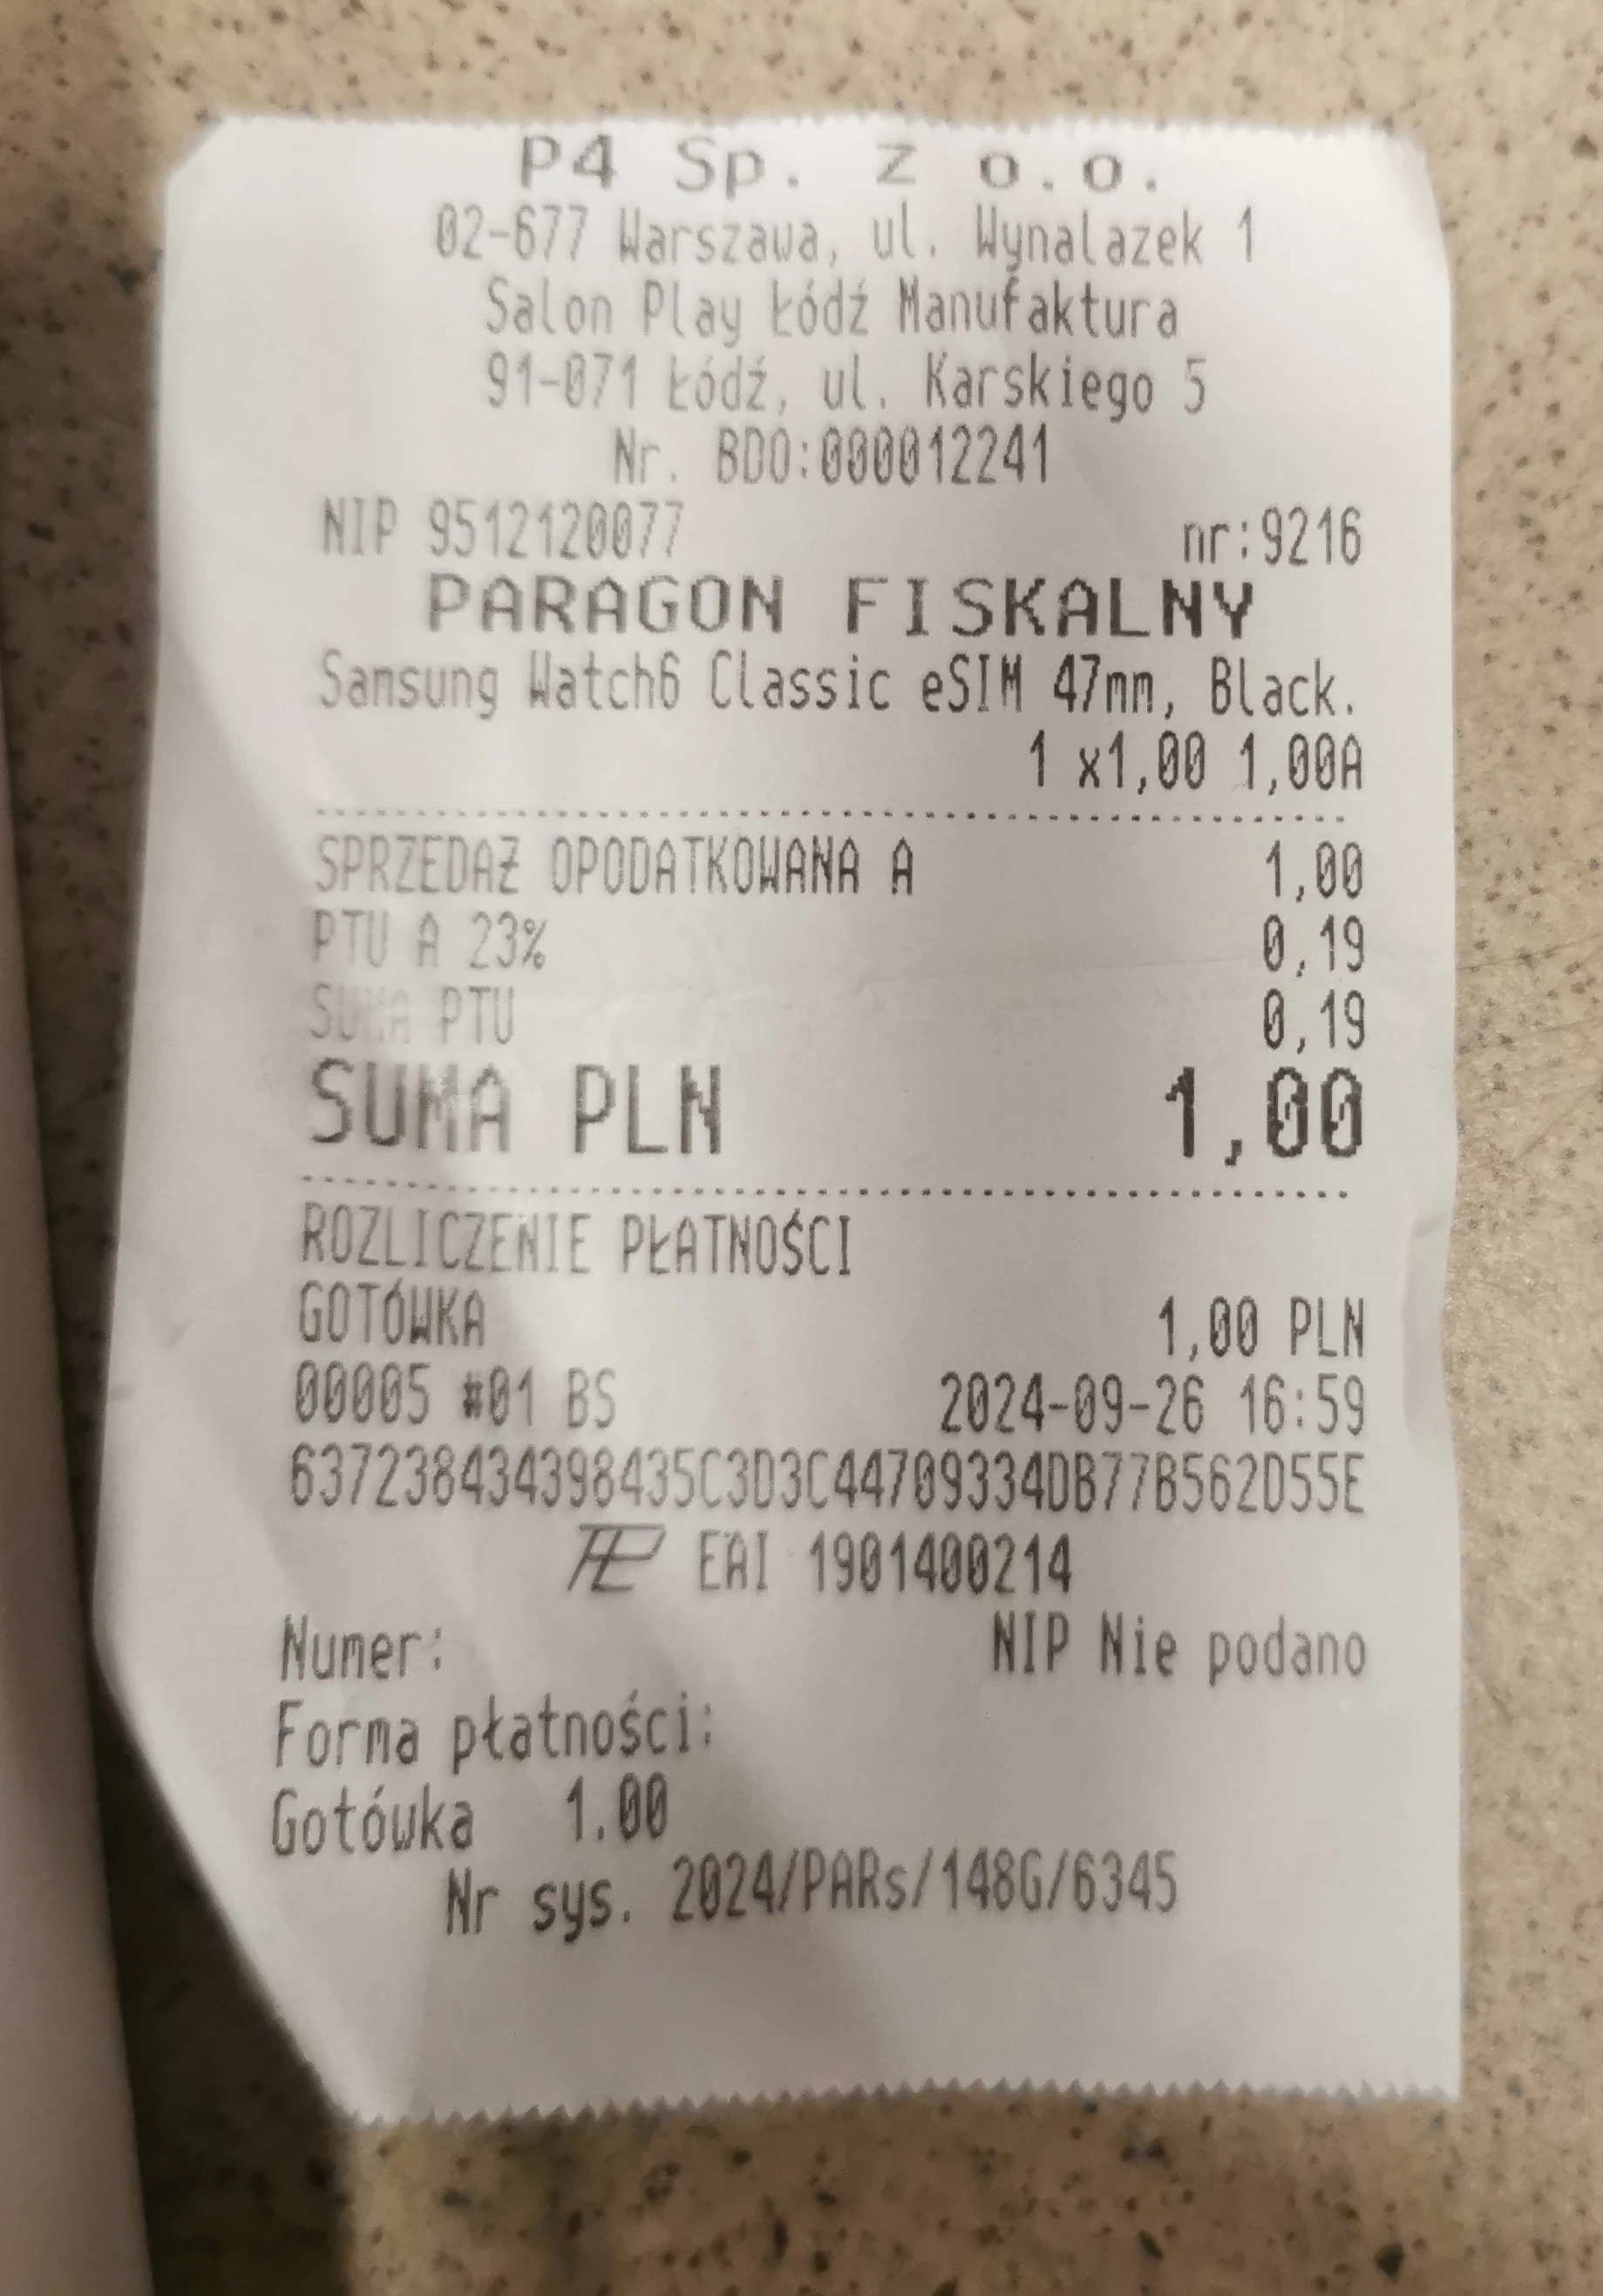 P4 Sp. z o.o.
02-677 Warszawa, ul. Wynalazek 1
Salon Play Łódź Manufaktura
91-071 Łódź, ul. Karskiego 5
Nr. BDO:000012241
NIP 9512120077 nr:9216
PARAGON FISKALNY
Samsung Watch6 Classic eSIM 47mm, Black.
1 x1,00 1,00A
SPRZEDAŻ OPODATKOWANA A 1,00
PTU A 23% 0,19
SUMA PTU 0,19
SUMA PLN 1,00
ROZLICZENIE PŁATNOŚCI
GOTÓWKA 1,00 PLN
00005 #01 BS 2024-09-26 16:59
637238434398435C3D3C44709334DB77B562D55E
PL EAI 1901400214
Numer: NIP Nie podano
Forma płatności:
Gotówka 1.00
Nr sys. 2024/PARs/148G/6345